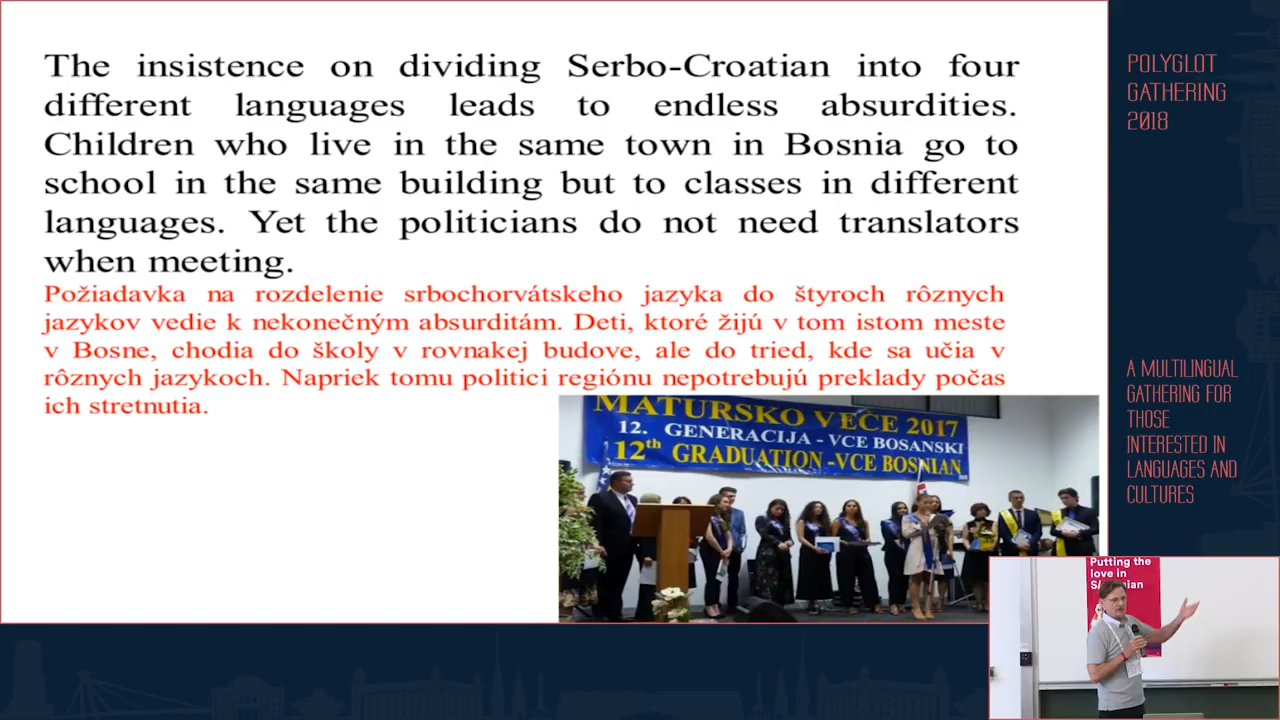 The insistence on dividing Serbo-Croatian into four
different languages leads to endless absurdities.
Children who live in the same town in Bosnia go to
school in the same building but to classes in different
languages. Yet the politicians do not need translators
when meeting.
Požiadavka na rozdelenie srbochorvátskeho jazyka do štyroch rôznych
jazykov vedie k nekonečným absurditám. Deti, ktoré žijú v tom istom meste
v Bosne, chodia do školy v rovnakej budove, ale do tried, kde sa učia v
rôznych jazykoch. Napriek tomu politici regiónu nepotrebujú preklady počas
ich stretnutia.
MATURSKO VEČE 2017
12. GENERACIJA - VCE BOSANSKI
12th GRADUATION -VCE BOSNIAN
POLYGLOT
GATHERING
2018
A MULTILINGUAL
GATHERING FOR
THOSE
INTERESTED IN
LANGUAGES AND
CULTURES
Putting the
love in